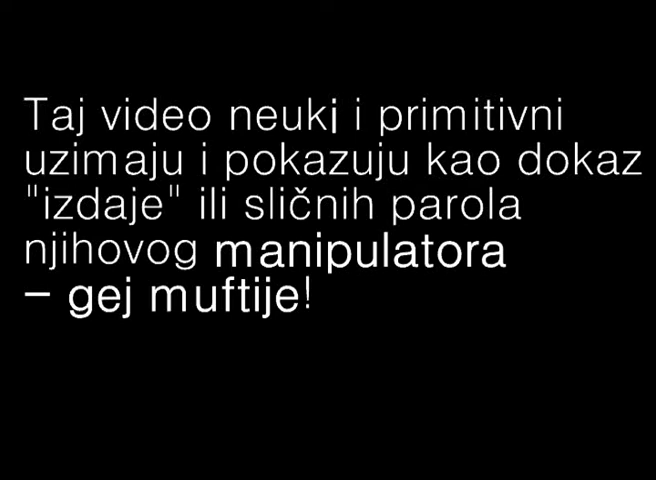 Taj video neuki i primitivni
uzimaju i pokazuju kao dokaz
"izdaje" ili sličnih parola
njihovog manipulatora
– gej muftije!